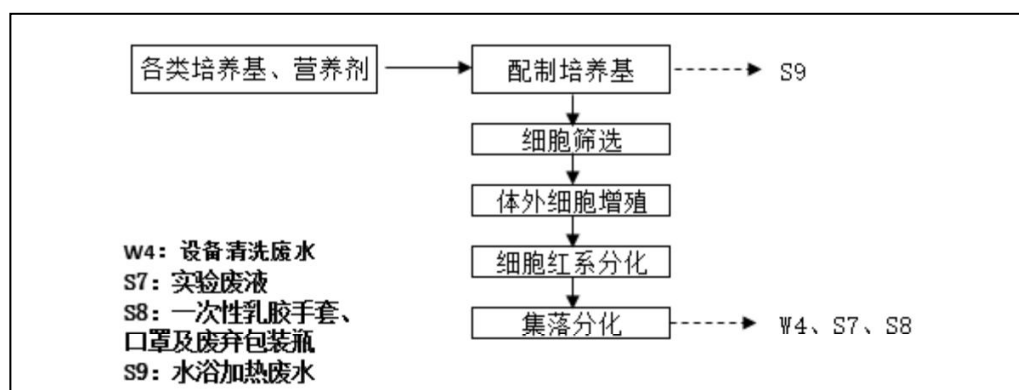 各类培养基、营养剂
配制培养基
S9
细胞筛选
体外细胞增殖
细胞红系分化
集落分化
W4、S7、S8
W4：设备清洗废水
S7：实验废液
S8：一次性乳胶手套、
口罩及废弃包装瓶
S9：水浴加热废水